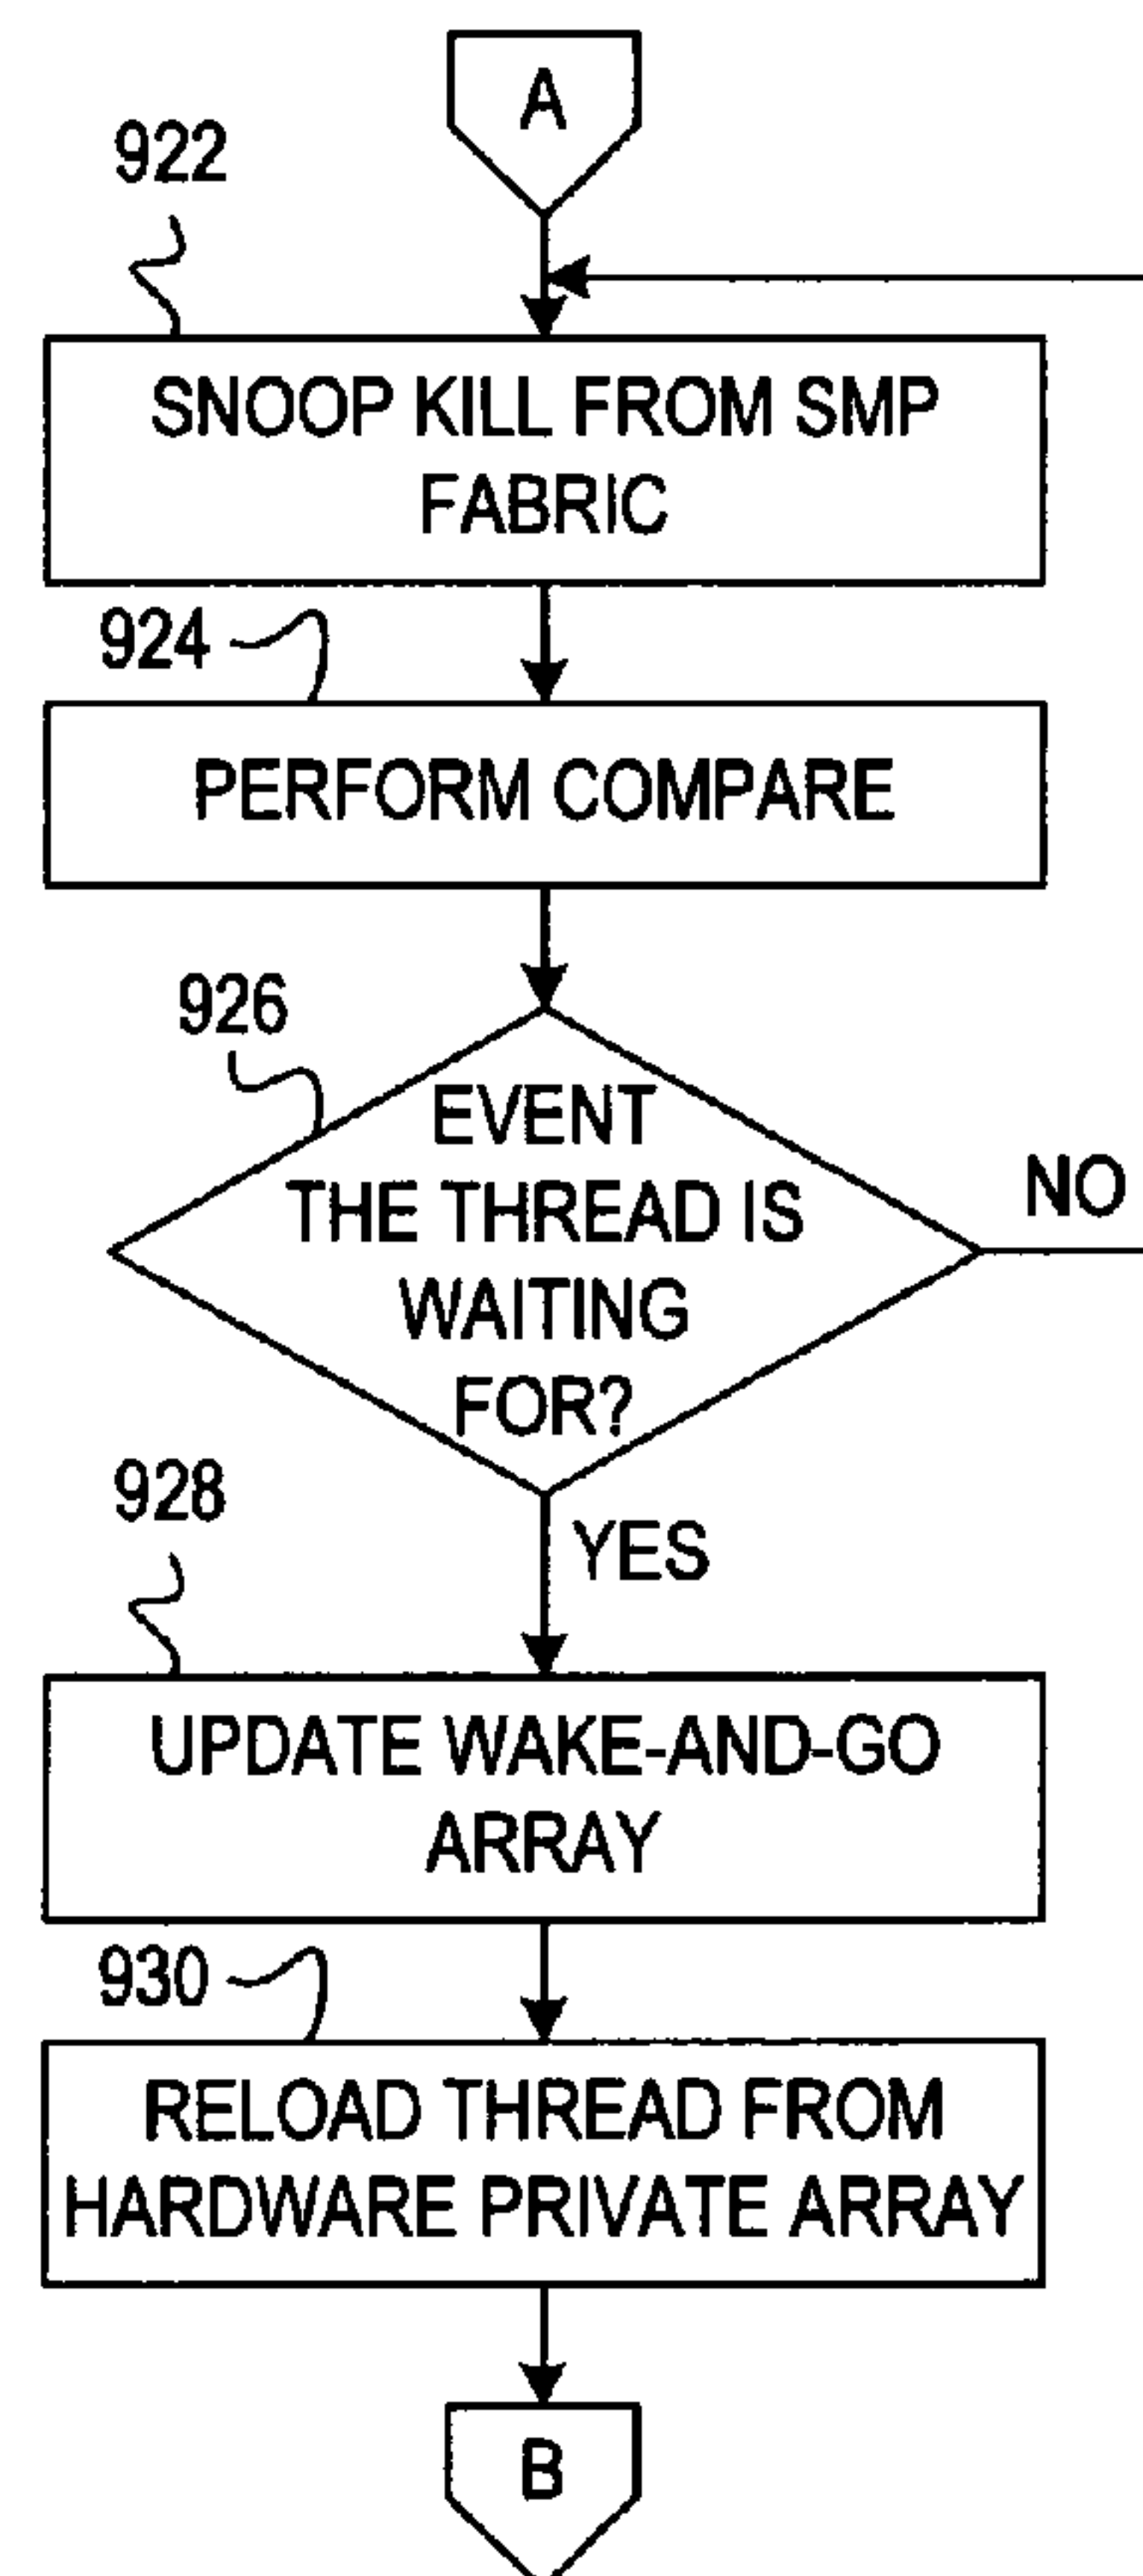 A
922
SNOOP KILL FROM SMP
FABRIC
924
PERFORM COMPARE
926
EVENT
THE THREAD IS
WAITING
FOR?
NO
YES
928
UPDATE WAKE-AND-GO
ARRAY
930
RELOAD THREAD FROM
HARDWARE PRIVATE ARRAY
B